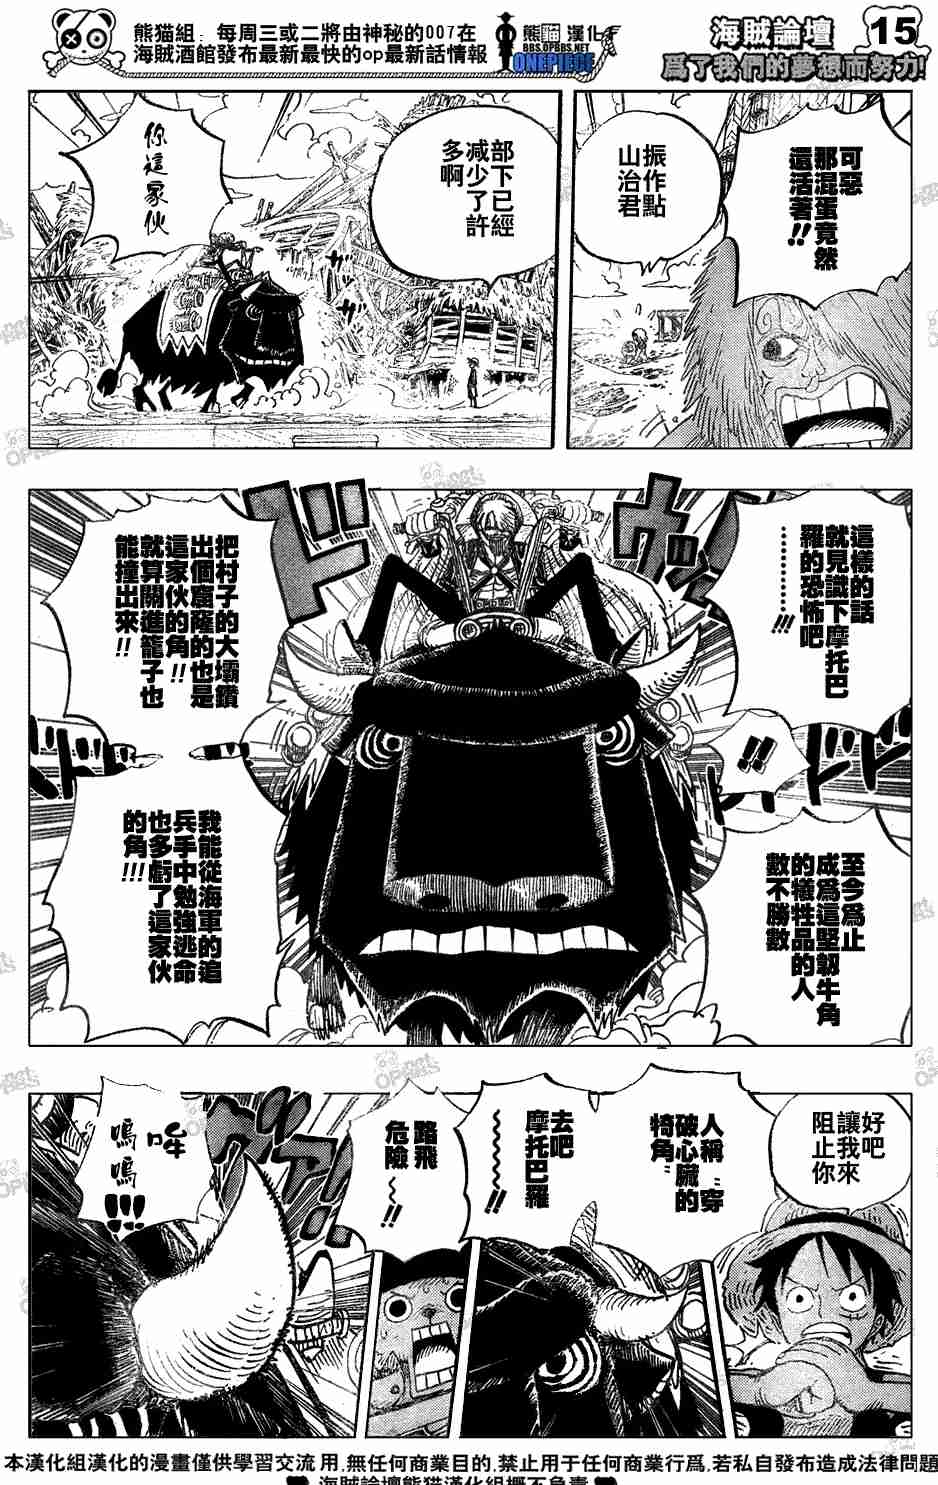 熊猫組：每周三或二將由神秘的007在
海賊酒館發布最新最快的op最新話情報
熊猫漢化
BBS.OPBBS.NET
ONEPIECE
海賊論壇
爲了我們的夢想而努力!
15
可惡
那混蛋竟然
還活著!!
振作點
山治君
部下已經
減少了許
多啊
你這家伙
這樣的話
就見識下摩托巴
羅的恐怖吧
…………!!!
把村子的大壩鑽
出個窟窿的也是
這家伙的角!!
就算關進籠子也
能撞出來!!
!!
至今爲止
成爲這堅韌牛角
的犧牲品的人
數不勝數
我能從海軍的追
兵手中勉強逃命
也多虧了這家伙
的角!!!
好吧
讓我來
阻止你
人稱"穿
破心臟的
犄角"
去吧
摩托巴羅
~~~!!
路飛
危險
~~!!
哞
嗚
嗚
!!!
ドドドド
本漢化組漢化的漫畫僅供學習交流用,無任何商業目的,禁止用于任何商業行爲,若私自發布造成法律問題
海賊論壇熊猫漢化組概不負責